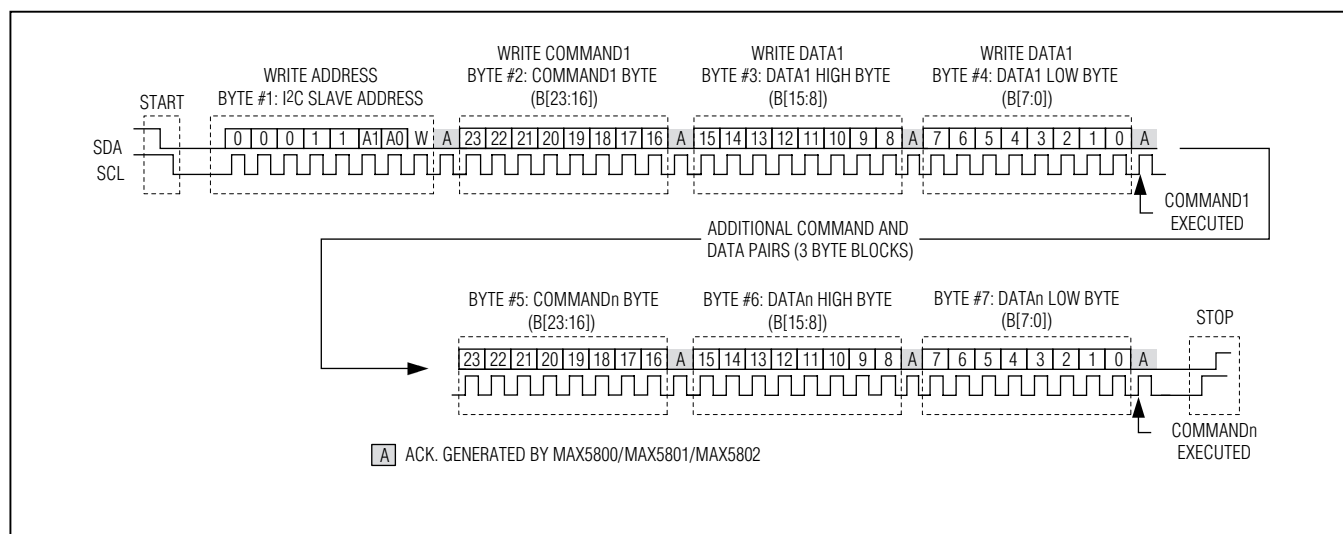 WRITE COMMAND1
BYTE #2: COMMAND1 BYTE
(B[23:16])
WRITE DATA1
BYTE #3: DATA1 HIGH BYTE
(B[15:8])
WRITE DATA1
BYTE #4: DATA1 LOW BYTE
(B[7:0])
WRITE ADDRESS
BYTE #1: I²C SLAVE ADDRESS
START
SDA
SCL
0 0 0 1 1 A1 A0 W A 23 22 21 20 19 18 17 16 A 15 14 13 12 11 10 9 8 A 7 6 5 4 3 2 1 0 A
COMMAND1
EXECUTED
ADDITIONAL COMMAND AND
DATA PAIRS (3 BYTE BLOCKS)
BYTE #5: COMMANDn BYTE
(B[23:16])
BYTE #6: DATAn HIGH BYTE
(B[15:8])
BYTE #7: DATAn LOW BYTE
(B[7:0])
STOP
23 22 21 20 19 18 17 16 A 15 14 13 12 11 10 9 8 A 7 6 5 4 3 2 1 0 A
COMMANDn
EXECUTED
A ACK. GENERATED BY MAX5800/MAX5801/MAX5802